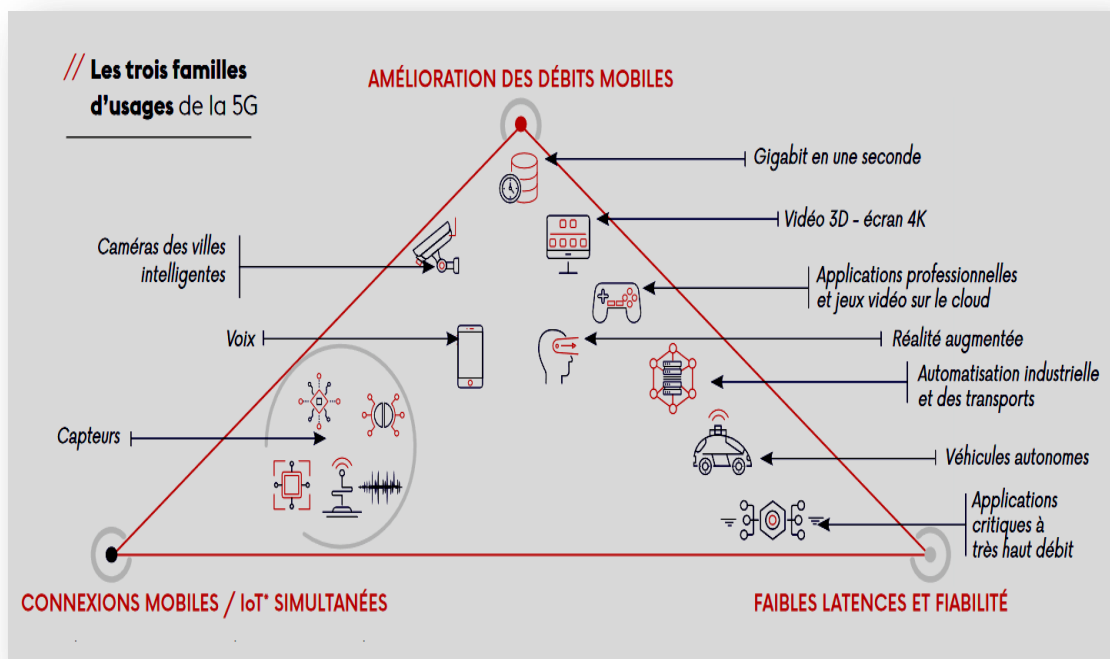 // Les trois familles
d'usages de la 5G
AMÉLIORATION DES DÉBITS MOBILES
Gigabit en une seconde
Vidéo 3D - écran 4K
Caméras des villes
intelligentes
Applications professionnelles
et jeux vidéo sur le cloud
Voix
Réalité augmentée
Automatisation industrielle
et des transports
Capteurs
Véhicules autonomes
Applications
critiques à
très haut débit
CONNEXIONS MOBILES / IoT* SIMULTANÉES
FAIBLES LATENCES ET FIABILITÉ